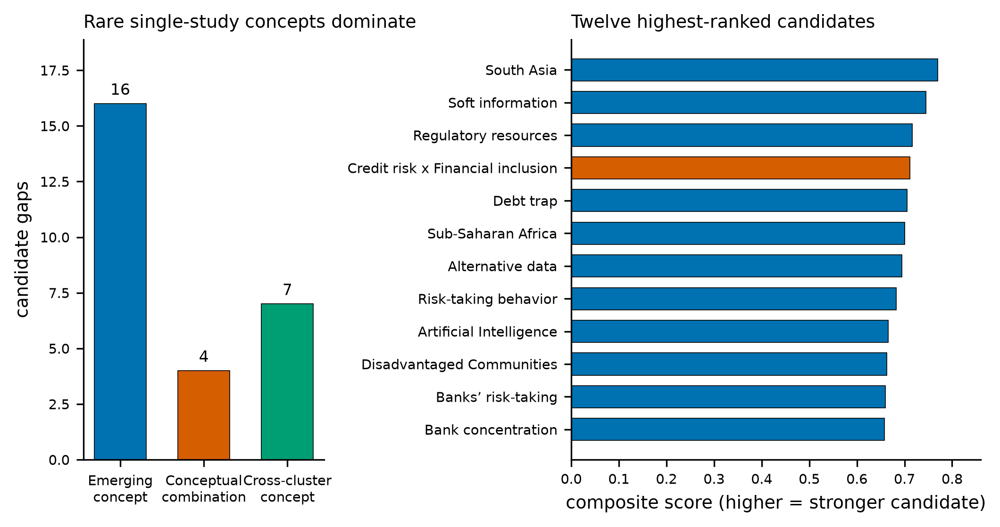 Rare single-study concepts dominate
candidate gaps
17.5
15.0
12.5
10.0
7.5
5.0
2.5
0.0
16
4
7
Emerging
concept
Conceptual
combination
Cross-cluster
concept
Twelve highest-ranked candidates
South Asia
Soft information
Regulatory resources
Credit risk x Financial inclusion
Debt trap
Sub-Saharan Africa
Alternative data
Risk-taking behavior
Artificial Intelligence
Disadvantaged Communities
Banks’ risk-taking
Bank concentration
0.0 0.1 0.2 0.3 0.4 0.5 0.6 0.7 0.8
composite score (higher = stronger candidate)